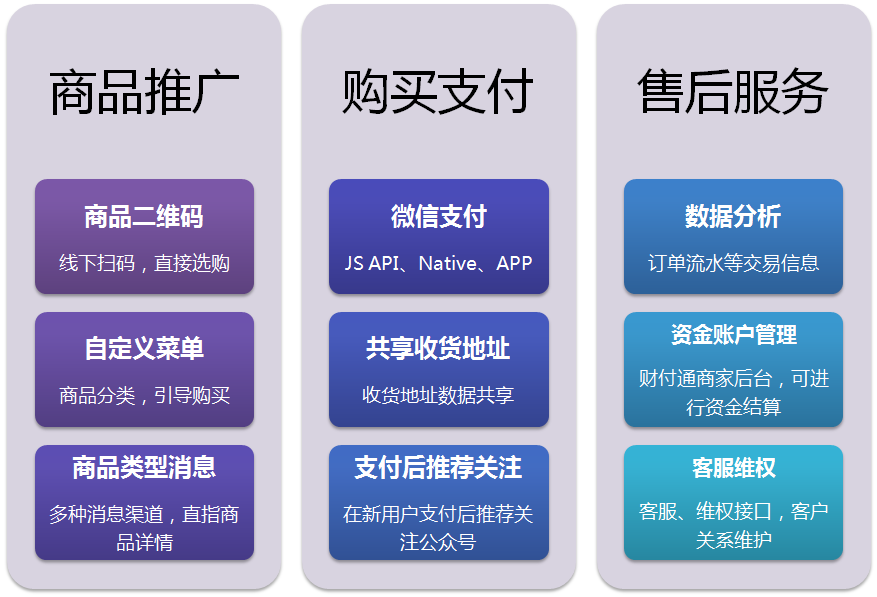 商品推广
商品二维码
线下扫码，直接选购
自定义菜单
商品分类，引导购买
商品类型消息
多种消息渠道，直指商
品详情
购买支付
微信支付
JS API、Native、APP
共享收货地址
收货地址数据共享
支付后推荐关注
在新用户支付后推荐关
注公众号
售后服务
数据分析
订单流水等交易信息
资金账户管理
财付通商家后台，可进
行资金结算
客服维权
客服、维权接口，客户
关系维护